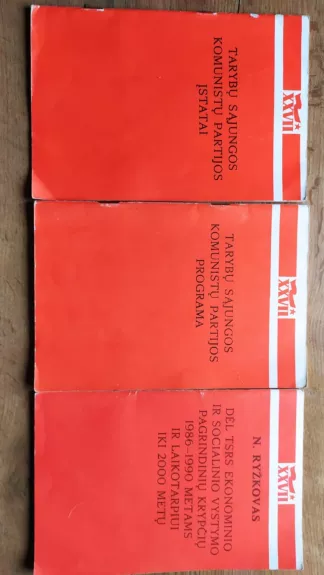 XXVII
TARYBŲ SĄJUNGOS
KOMUNISTŲ PARTIJOS
ĮSTATAI
XXVII
TARYBŲ SĄJUNGOS
KOMUNISTŲ PARTIJOS
PROGRAMA
XXVII
N. RYŽKOVAS
DĖL TSRS EKONOMINIO
IR SOCIALINIO VYSTYMO
PAGRINDINIŲ KRYPČIŲ
1986–1990 METAMS
IR LAIKOTARPIUI
IKI 2000 METŲ